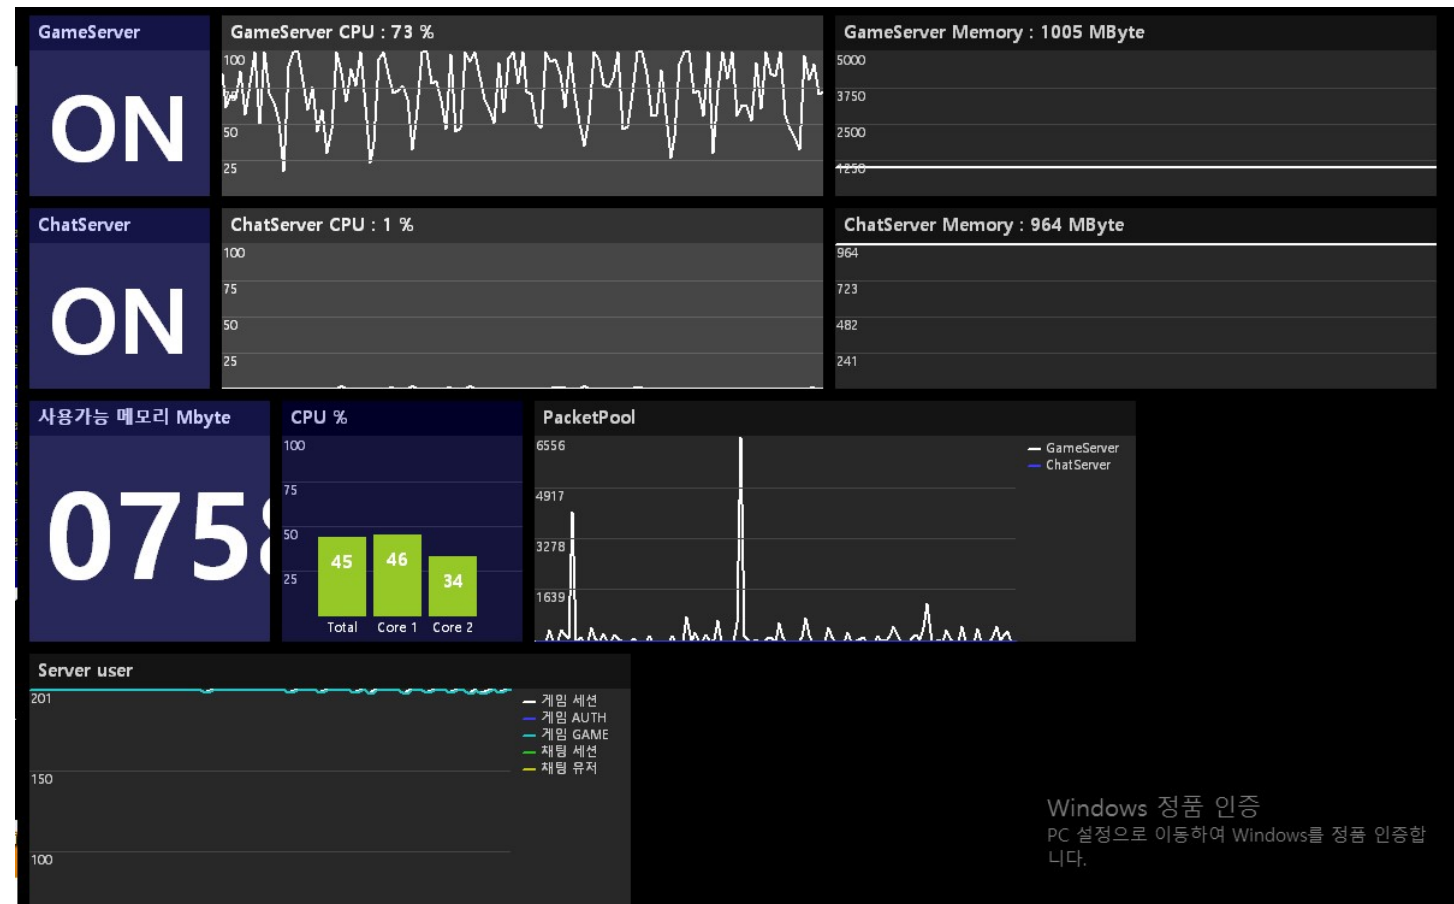 GameServer
ON
GameServer CPU : 73 %
100
50
25
GameServer Memory : 1005 MByte
5000
3750
2500
1250
ChatServer
ON
ChatServer CPU : 1 %
100
75
50
25
ChatServer Memory : 964 MByte
964
723
482
241
사용가능 메모리 Mbyte
075
CPU %
100
75
50
25
45
46
34
Total
Core 1
Core 2
PacketPool
6556
4917
3278
1639
GameServer
ChatServer
Server user
201
150
100
게임 세션
게임 AUTH
게임 GAME
채팅 세션
채팅 유저
Windows 정품 인증
PC 설정으로 이동하여 Windows를 정품 인증합
니다.